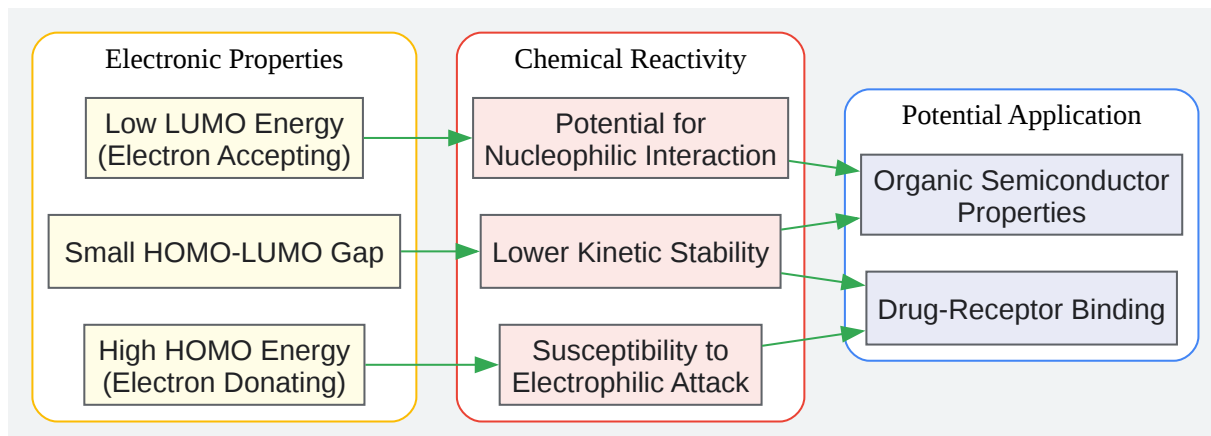 Electronic Properties
Low LUMO Energy
(Electron Accepting)
Small HOMO-LUMO Gap
High HOMO Energy
(Electron Donating)
Chemical Reactivity
Potential for
Nucleophilic Interaction
Lower Kinetic Stability
Susceptibility to
Electrophilic Attack
Potential Application
Organic Semiconductor
Properties
Drug-Receptor Binding